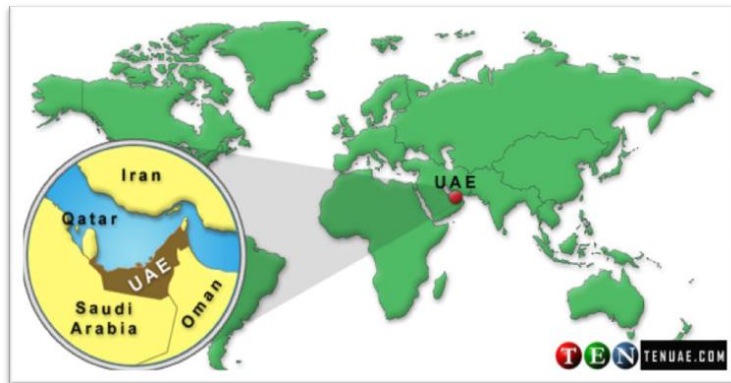 UAE
Iran
Qatar
UAE
Saudi
Arabia
Oman
TEN TENUAE.COM